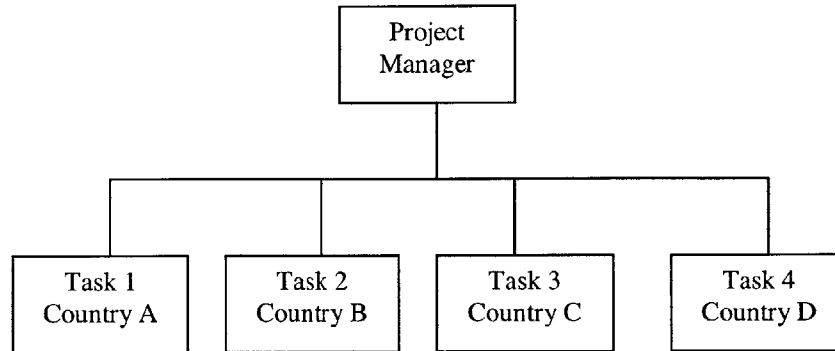 Project
Manager
Task 1
Country A
Task 2
Country B
Task 3
Country C
Task 4
Country D